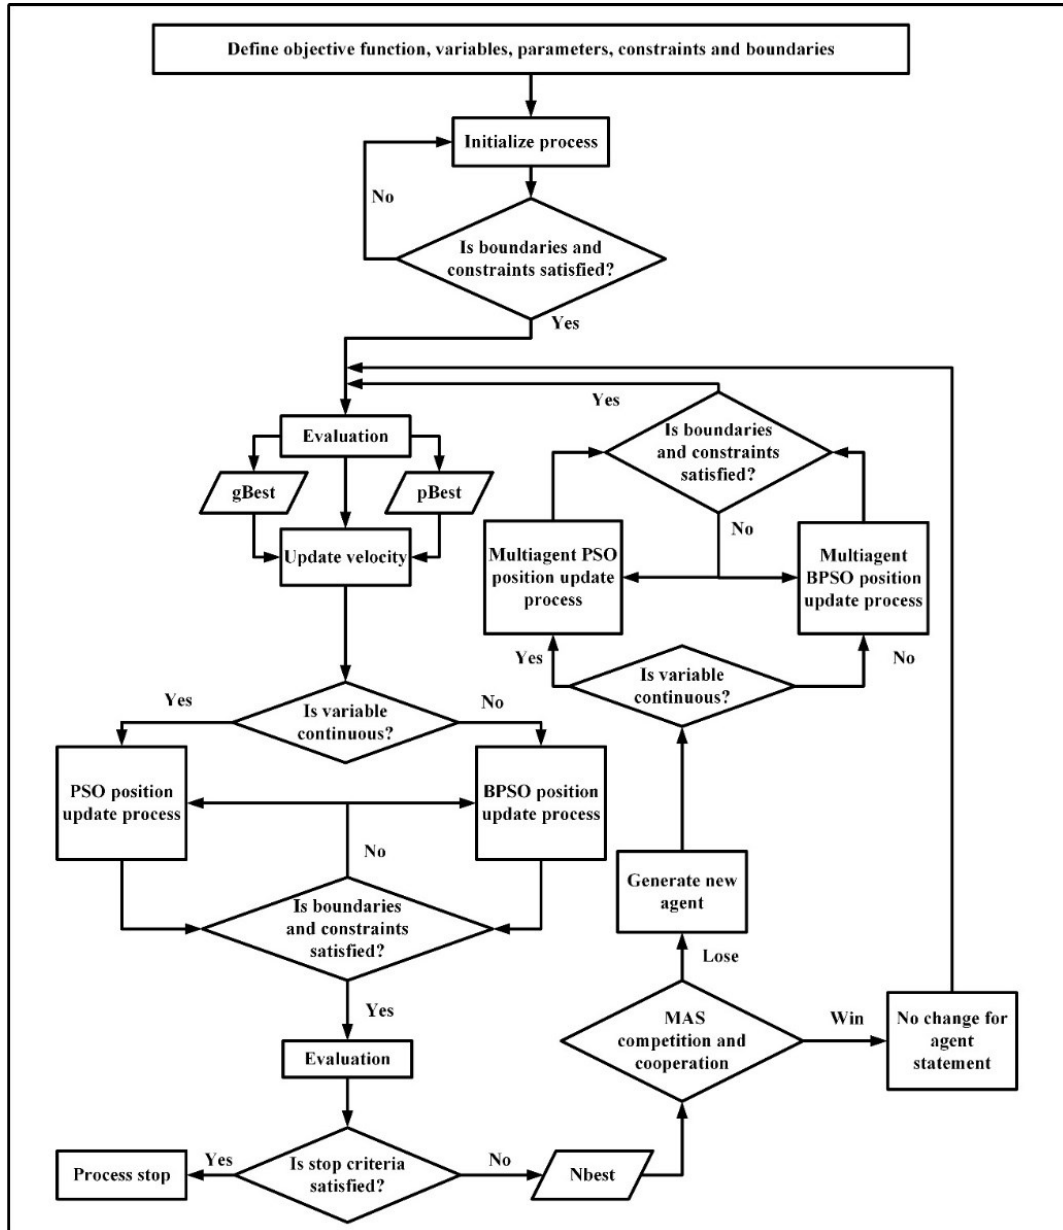 Define objective function, variables, parameters, constraints and boundaries
Initialize process
No
Is boundaries and
constraints satisfied?
Yes
Yes
Evaluation
gBest
pBest
Update velocity
Is boundaries
and constraints
satisfied?
No
Multiagent PSO
position update
process
Multiagent
BPSO position
update process
Yes
No
Is variable
continuous?
Yes
Is variable
continuous?
No
PSO position
update process
BPSO position
update process
No
Is boundaries
and constraints
satisfied?
Yes
Generate new
agent
Lose
MAS
competition and
cooperation
Win
No change for
agent
statement
Evaluation
Is stop criteria
satisfied?
Yes
Process stop
No
Nbest